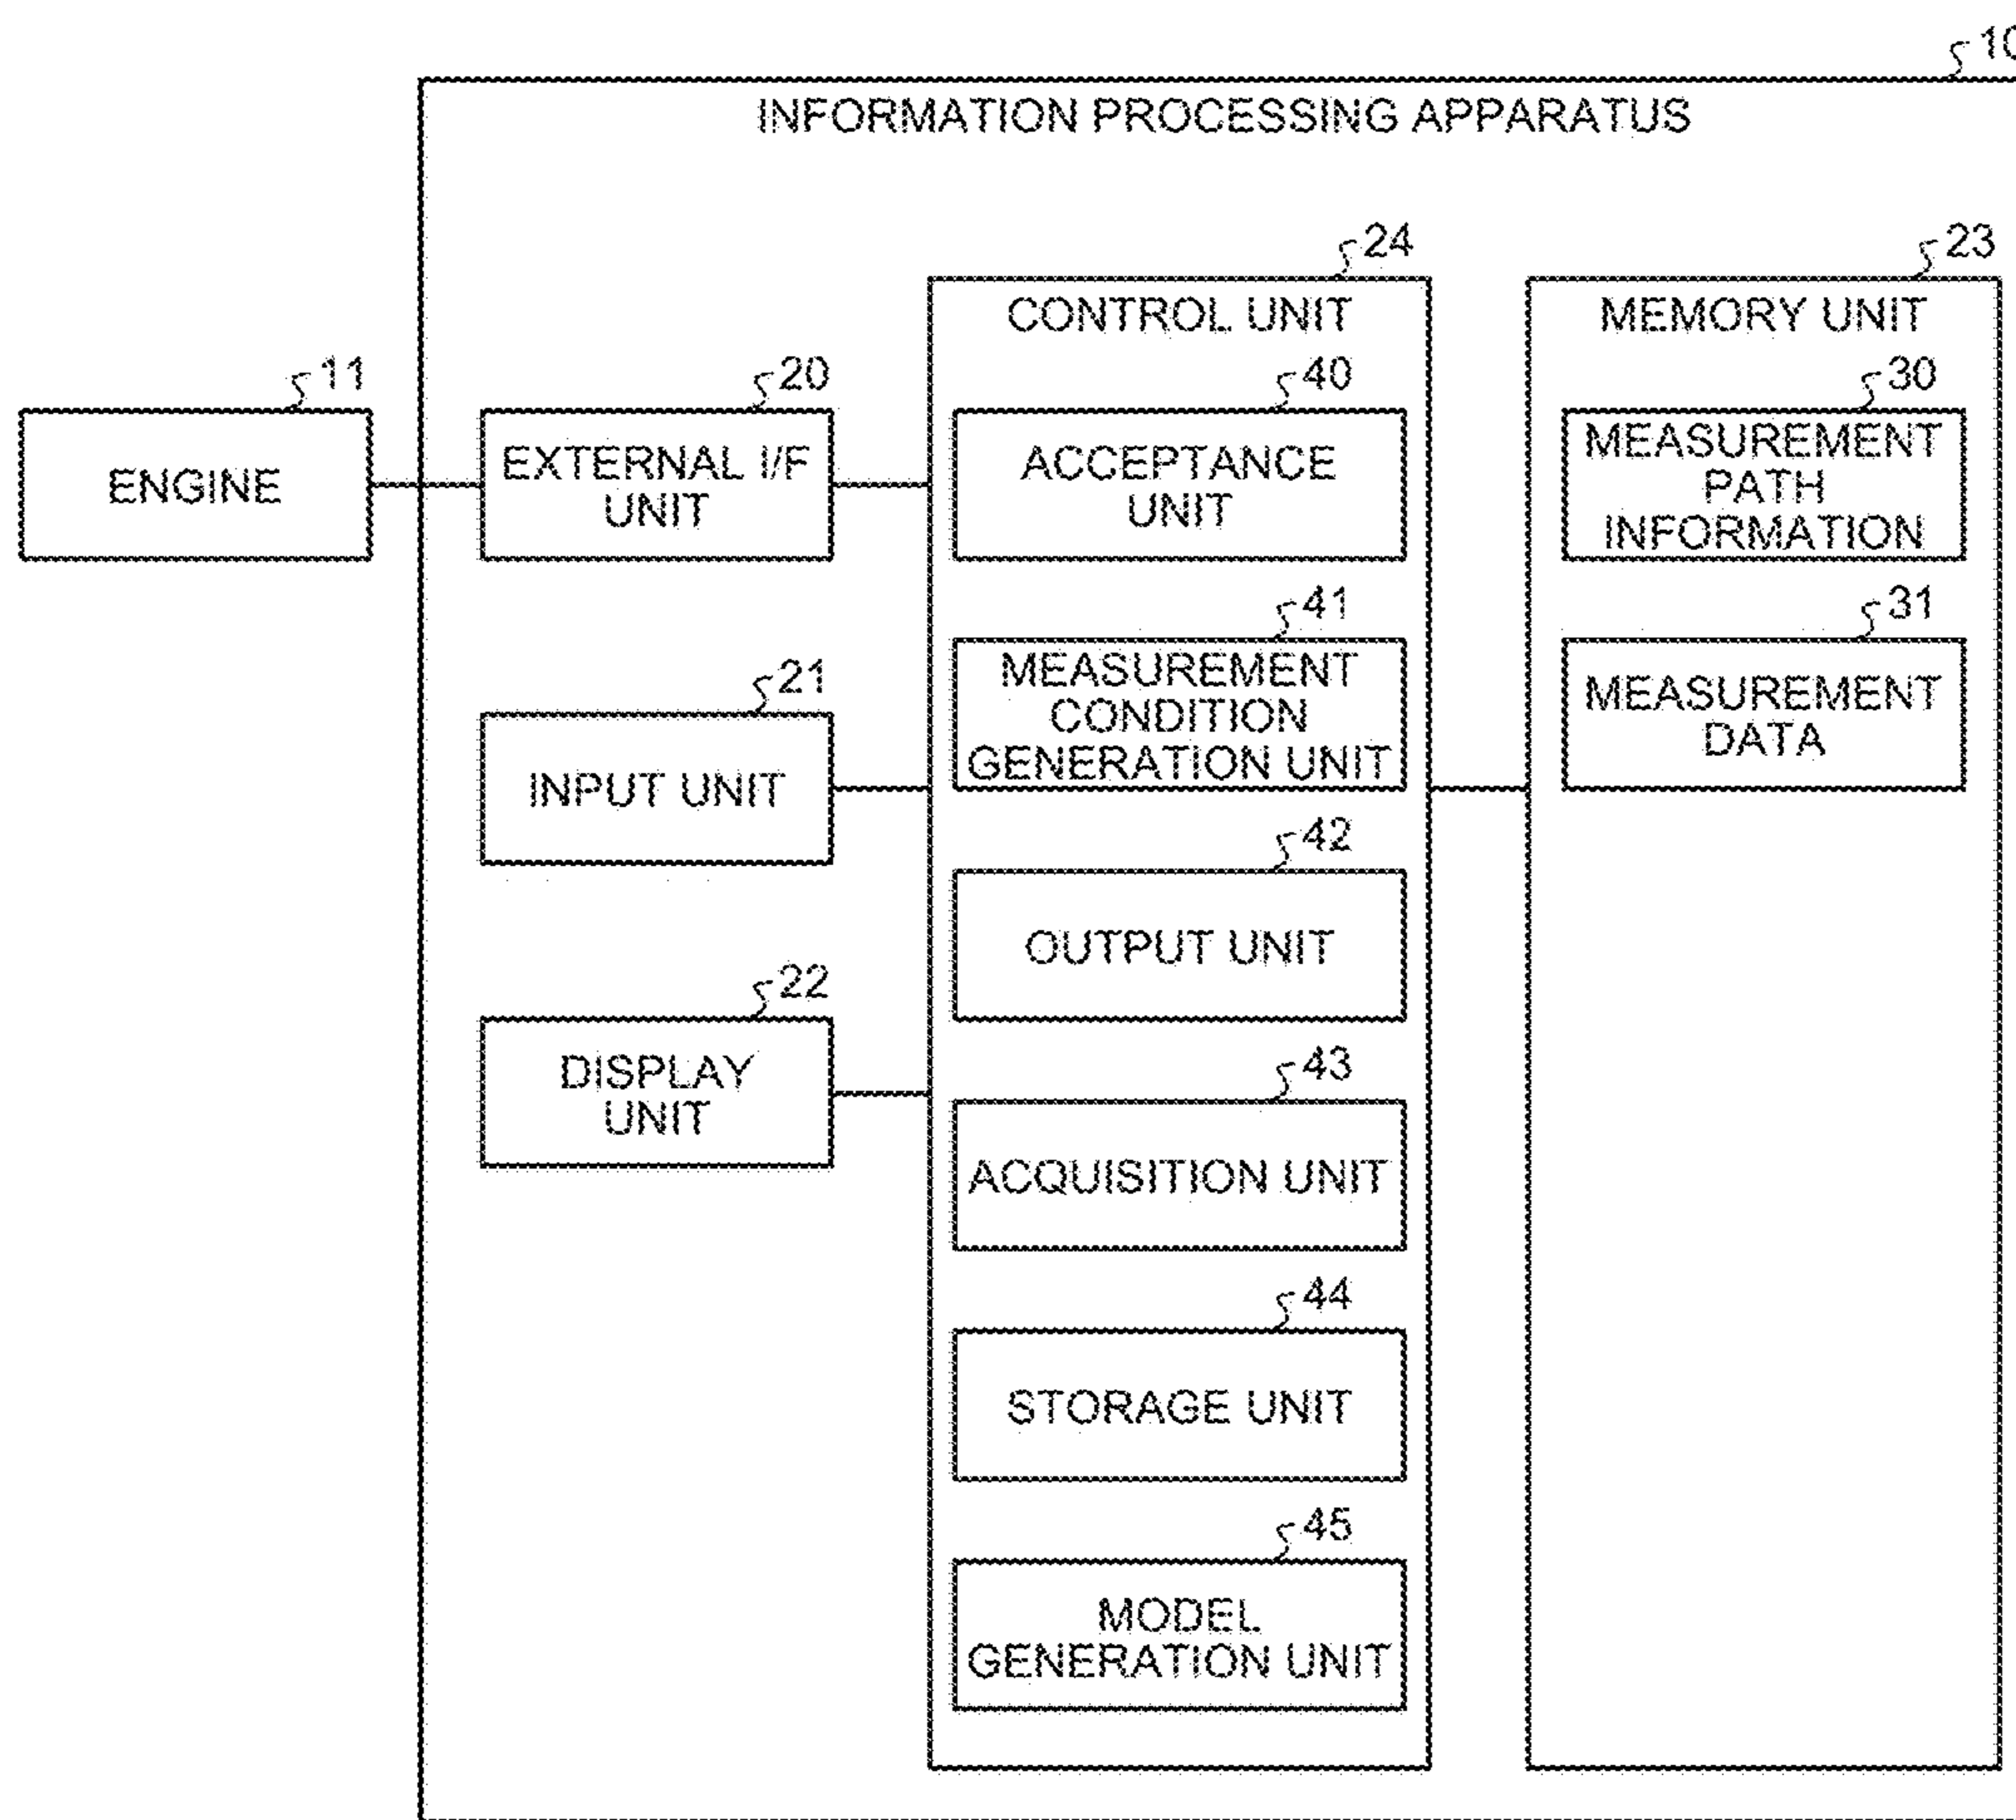 10
INFORMATION PROCESSING APPARATUS
24
CONTROL UNIT
23
MEMORY UNIT
11
ENGINE
20
EXTERNAL I/F
UNIT
40
ACCEPTANCE
UNIT
30
MEASUREMENT
PATH
INFORMATION
41
MEASUREMENT
CONDITION
GENERATION UNIT
31
MEASUREMENT
DATA
21
INPUT UNIT
42
OUTPUT UNIT
22
DISPLAY
UNIT
43
ACQUISITION UNIT
44
STORAGE UNIT
45
MODEL
GENERATION UNIT